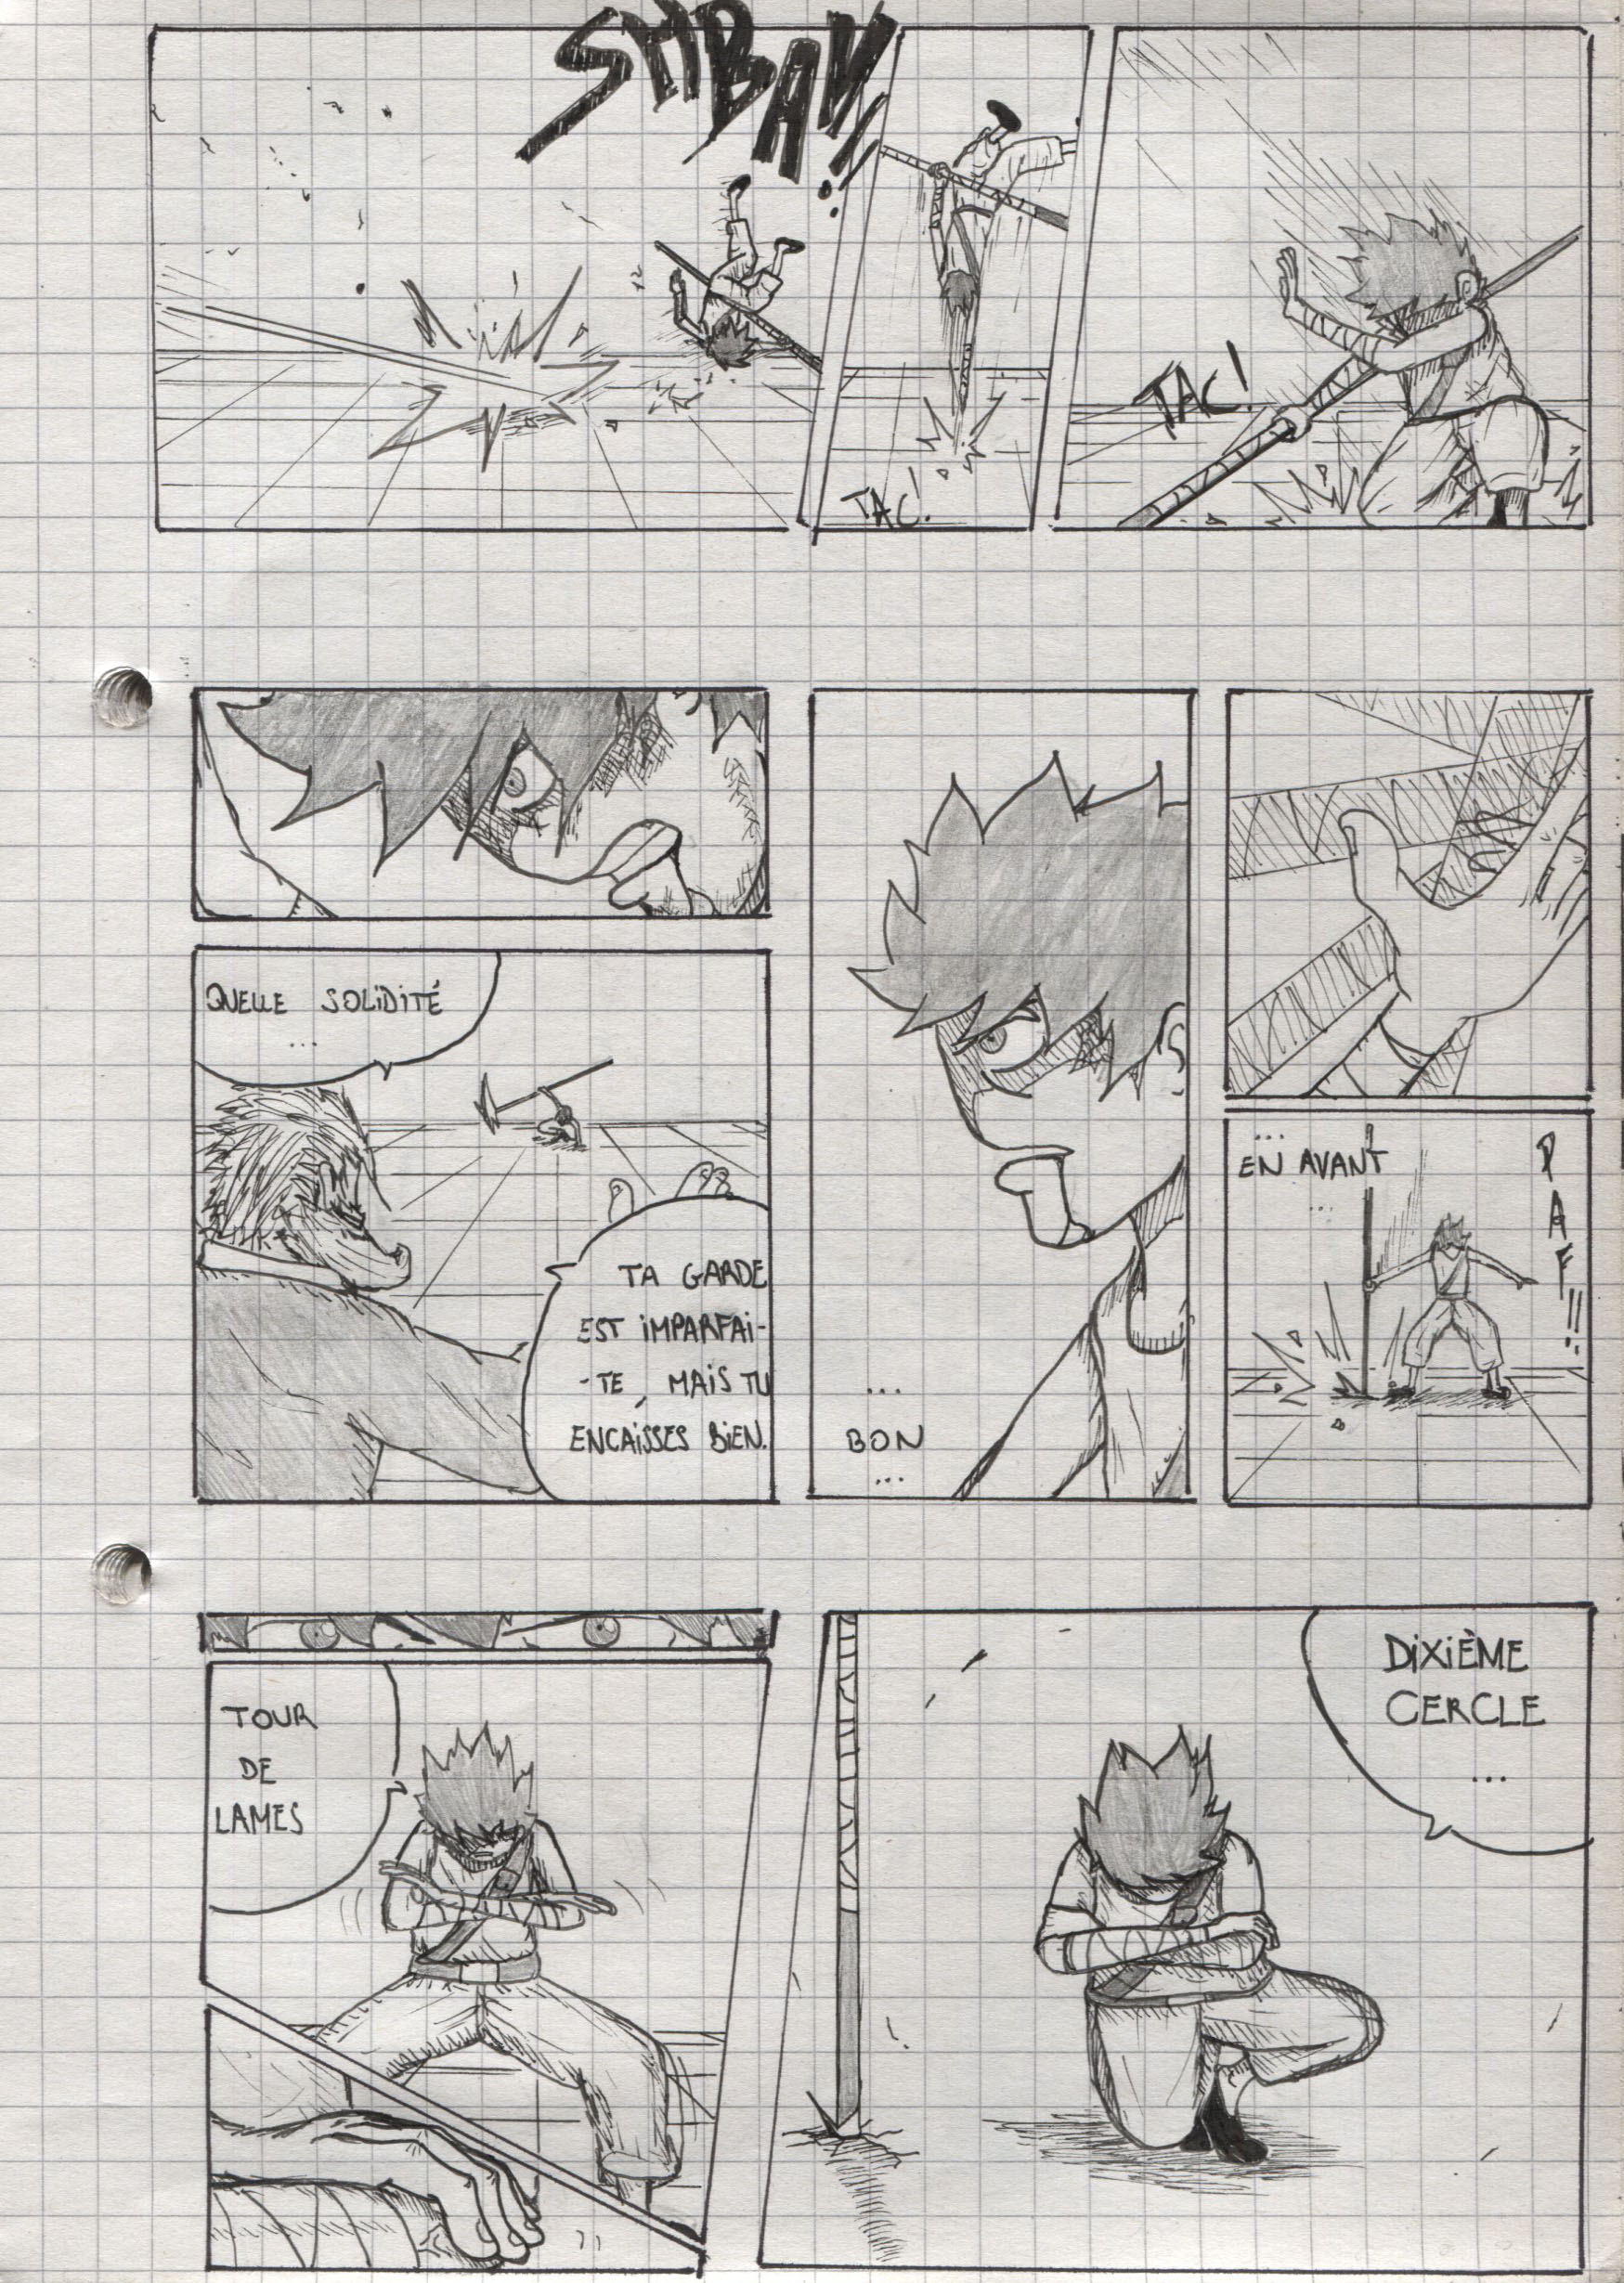 SHBAM!
TAC!
TAC!
QUELLE SOLIDITÉ
...
TA GARDE
EST IMPARFAI-
-TE, MAIS TU
ENCAISSES BIEN.
...
BON
...
...
EN AVANT
...
PAF!!
TOUR
DE
LAMES
DIXIÈME
CERCLE
...